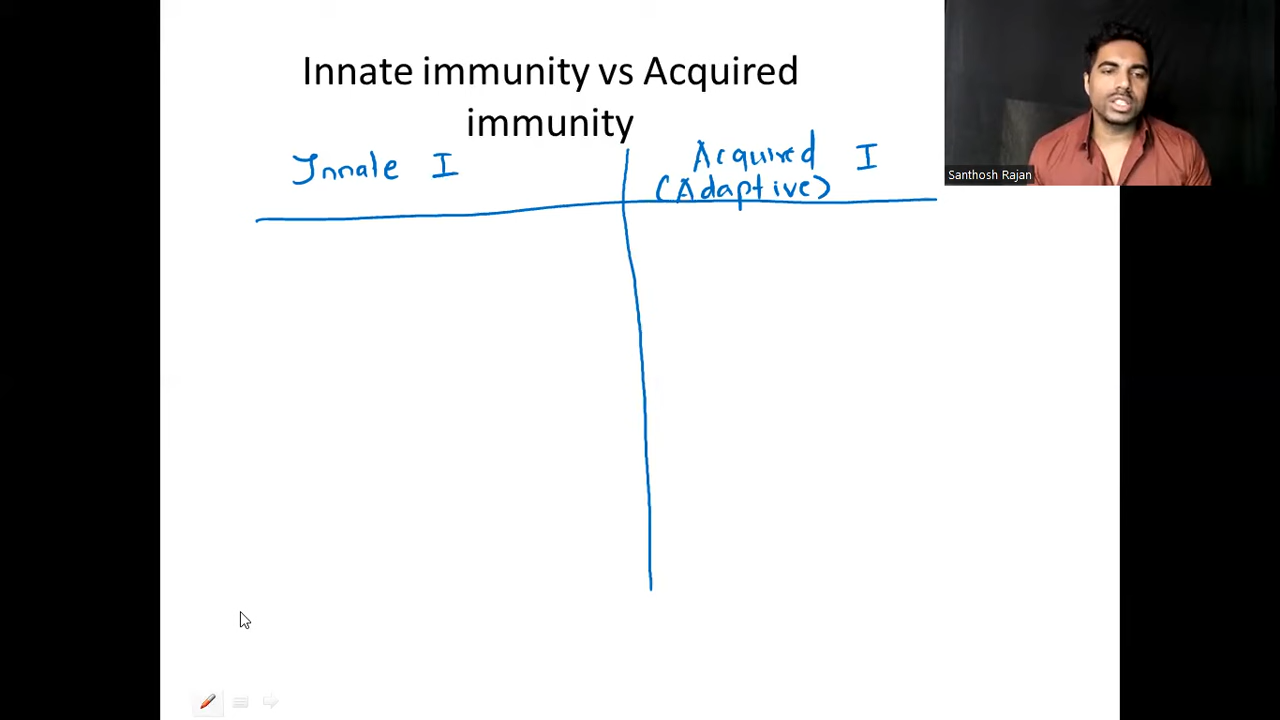 Innate immunity vs Acquired
immunity
Innate I
Acquired I
(Adaptive)
Santhosh Rajan